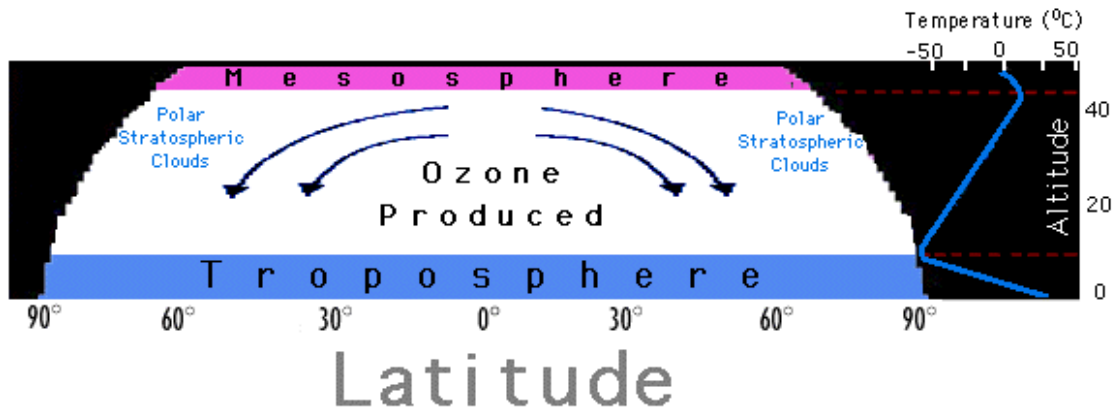 Temperature (⁰C)
-50 0 50
Mesosphere
Polar
Stratospheric
Clouds
Polar
Stratospheric
Clouds
Ozone
Produced
Troposphere
40
20
0
Altitude
90° 60° 30° 0° 30° 60° 90°
Latitude